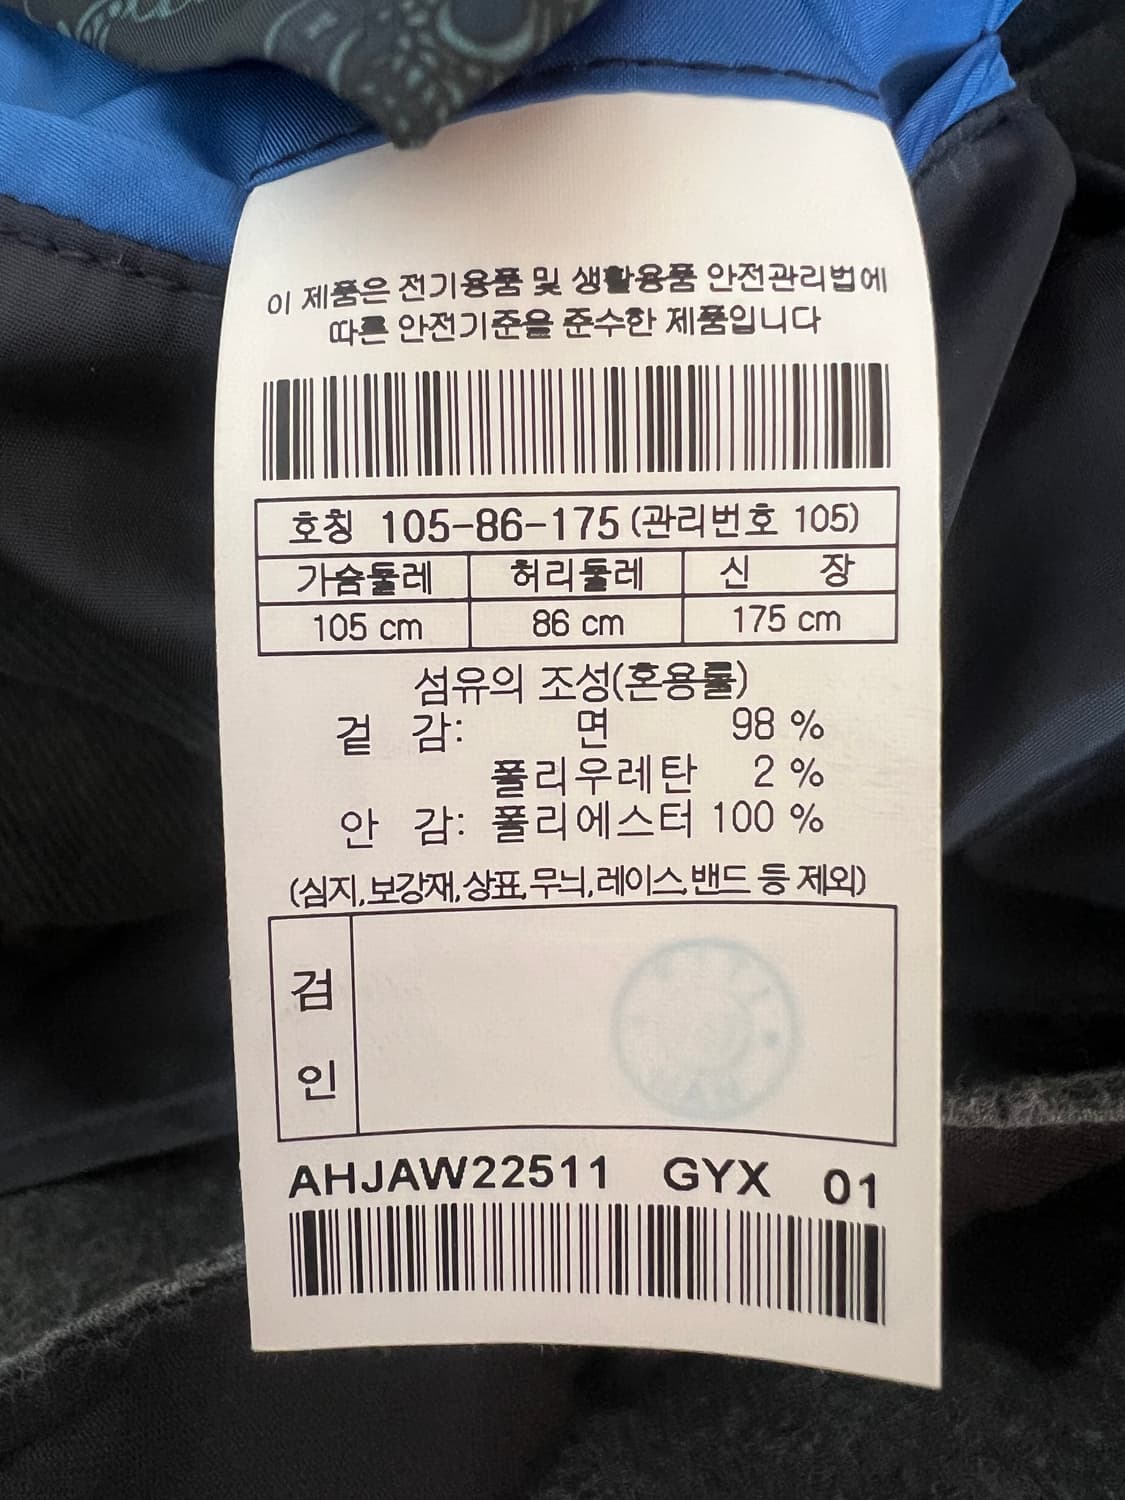 이 제품은 전기용품 및 생활용품 안전관리법에
따른 안전기준을 준수한 제품입니다
호칭 105-86-175 (관리번호 105)
가슴둘레 허리둘레 신 장
105 cm 86 cm 175 cm
섬유의 조성(혼용률)
겉 감: 면 98 %
폴리우레탄 2 %
안 감: 폴리에스터 100 %
(심지,보강재,상표,무늬,레이스,밴드 등 제외)
검
인
AHJAW22511 GYX 01